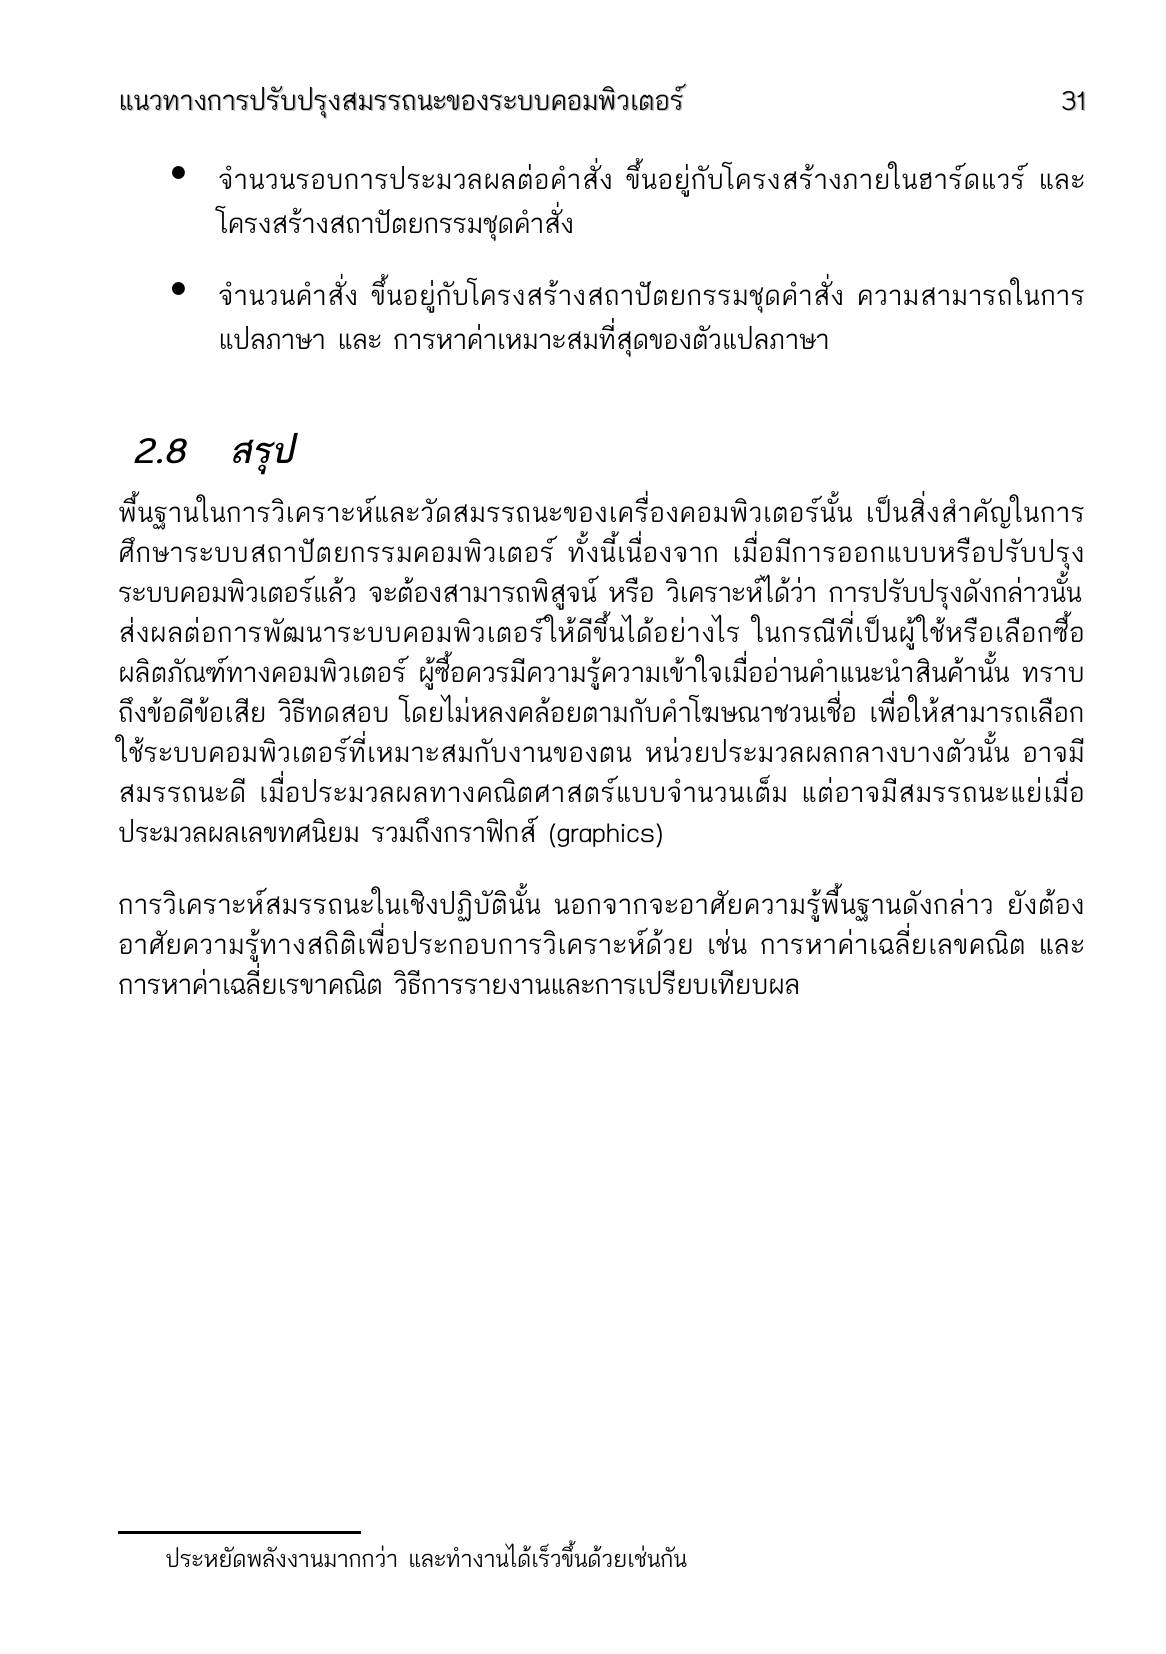 แนวทางการปรับปรุงสมรรถนะของระบบคอมพิวเตอร์ 31
● จำนวนรอบการประมวลผลต่อคำสั่ง ขึ้นอยู่กับโครงสร้างภายในฮาร์ดแวร์ และ
โครงสร้างสถาปัตยกรรมชุดคำสั่ง
● จำนวนคำสั่ง ขึ้นอยู่กับโครงสร้างสถาปัตยกรรมชุดคำสั่ง ความสามารถในการ
แปลภาษา และ การหาค่าเหมาะสมที่สุดของตัวแปลภาษา
2.8 สรุป
พื้นฐานในการวิเคราะห์และวัดสมรรถนะของเครื่องคอมพิวเตอร์นั้น เป็นสิ่งสำคัญในการ
ศึกษาระบบสถาปัตยกรรมคอมพิวเตอร์ ทั้งนี้เนื่องจาก เมื่อมีการออกแบบหรือปรับปรุง
ระบบคอมพิวเตอร์แล้ว จะต้องสามารถพิสูจน์ หรือ วิเคราะห์ได้ว่า การปรับปรุงดังกล่าวนั้น
ส่งผลต่อการพัฒนาระบบคอมพิวเตอร์ให้ดีขึ้นได้อย่างไร ในกรณีที่เป็นผู้ใช้หรือเลือกซื้อ
ผลิตภัณฑ์ทางคอมพิวเตอร์ ผู้ซื้อควรมีความรู้ความเข้าใจเมื่ออ่านคำแนะนำสินค้านั้น ทราบ
ถึงข้อดีข้อเสีย วิธีทดสอบ โดยไม่หลงคล้อยตามกับคำโฆษณาชวนเชื่อ เพื่อให้สามารถเลือก
ใช้ระบบคอมพิวเตอร์ที่เหมาะสมกับงานของตน หน่วยประมวลผลกลางบางตัวนั้น อาจมี
สมรรถนะดี เมื่อประมวลผลทางคณิตศาสตร์แบบจำนวนเต็ม แต่อาจมีสมรรถนะแย่เมื่อ
ประมวลผลเลขทศนิยม รวมถึงกราฟิกส์ (graphics)
การวิเคราะห์สมรรถนะในเชิงปฏิบัตินั้น นอกจากจะอาศัยความรู้พื้นฐานดังกล่าว ยังต้อง
อาศัยความรู้ทางสถิติเพื่อประกอบการวิเคราะห์ด้วย เช่น การหาค่าเฉลี่ยเลขคณิต และ
การหาค่าเฉลี่ยเรขาคณิต วิธีการรายงานและการเปรียบเทียบผล
ประหยัดพลังงานมากกว่า และทำงานได้เร็วขึ้นด้วยเช่นกัน